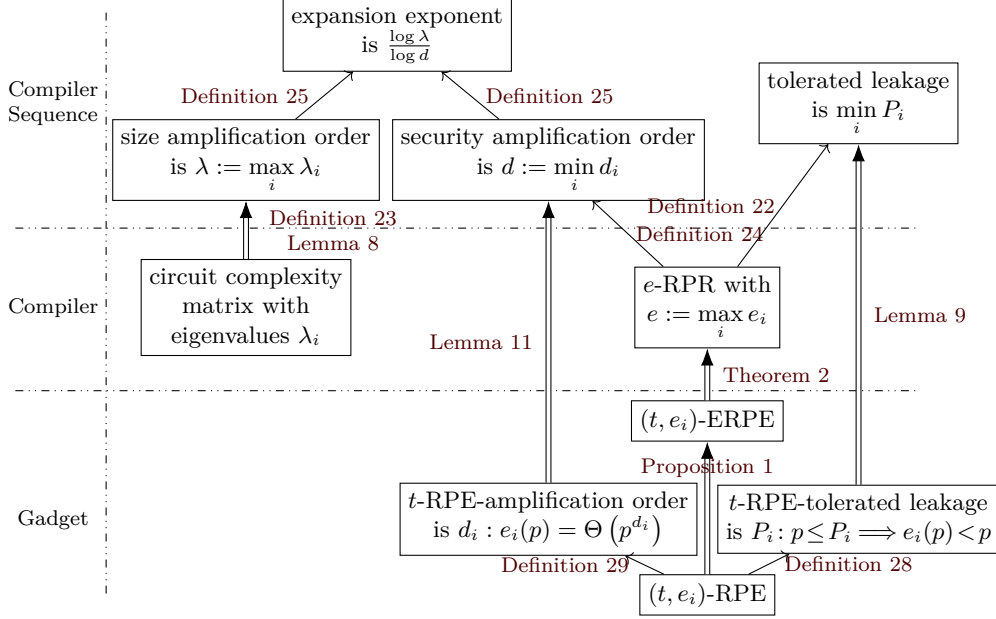 expansion exponent
is log λ / log d
Compiler
Sequence
Definition 25
Definition 25
tolerated leakage
is min_i P_i
size amplification order
is λ := max_i λ_i
security amplification order
is d := min_i d_i
Definition 23
Lemma 8
Definition 22
Definition 24
Compiler
circuit complexity
matrix with
eigenvalues λ_i
e-RPR with
e := max_i e_i
Lemma 11
Lemma 9
Theorem 2
(t, e_i)-ERPE
Proposition 1
Gadget
t-RPE-amplification order
is d_i : e_i(p) = Θ (p^{d_i})
t-RPE-tolerated leakage
is P_i : p ≤ P_i ⟹ e_i(p) < p
Definition 29
Definition 28
(t, e_i)-RPE